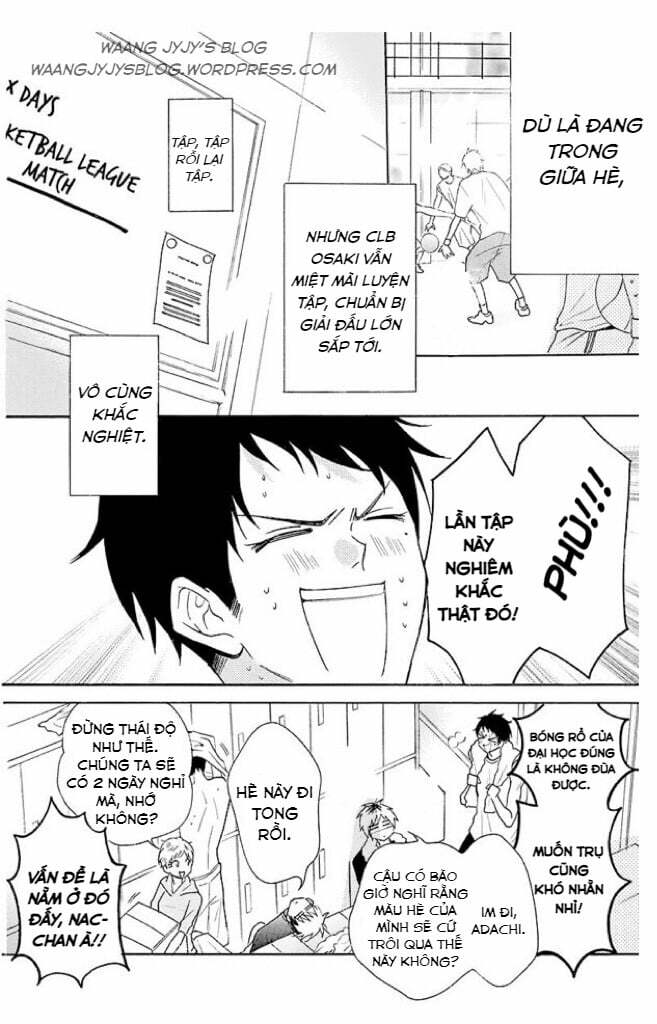 WAANG JYJY'S BLOG
WAANGJYJYSBLOG.WORDPRESS.COM
DÙ LÀ ĐANG
TRONG
GIỮA HÈ,
NHƯNG CLB
OSAKI VẪN
MIỆT MÀI LUYỆN
TẬP, CHUẨN BỊ
GIẢI ĐẤU LỚN
SẮP TỚI.
X DAYS
KETBALL LEAGUE
MATCH
TẬP, TẬP
RỒI LẠI
TẬP.
VÔ CÙNG
KHẮC
NGHIỆT.
PHÙ!!!
LẦN TẬP
NÀY
NGHIÊM
KHẮC
THẬT ĐÓ!
BÓNG RỔ CỦA
ĐẠI HỌC ĐÚNG
LÀ KHÔNG ĐÙA
ĐƯỢC.
MUỐN TRỤ
CŨNG
KHÓ NHẰN
NHỈ!
IM ĐI,
ADACHI.
CẬU CÓ BAO
GIỜ NGHĨ RẰNG
MÀU HÈ CỦA
MÌNH SẼ CỨ
TRÔI QUA THẾ
NÀY KHÔNG?
HÈ NÀY ĐI
TONG
RỒI.
ĐỪNG THÁI ĐỘ
NHƯ THẾ.
CHÚNG TA SẼ
CÓ 2 NGÀY NGHỈ
MÀ, NHỚ
KHÔNG?
VẤN ĐỀ LÀ
NẰM Ở ĐÓ
ĐẤY, NAC-
CHAN À!!